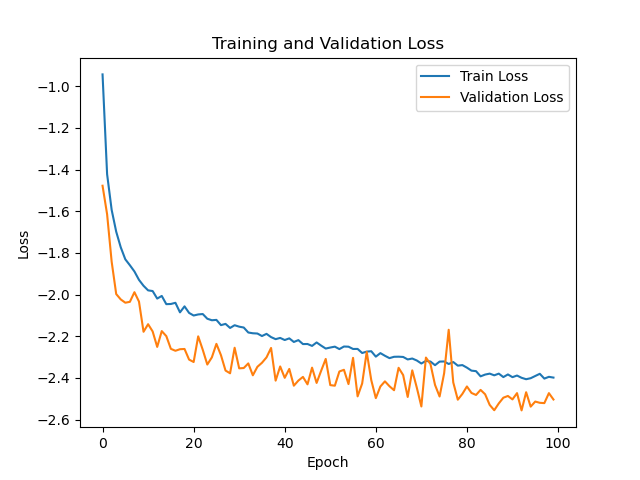 Training and Validation Loss
Train Loss
Validation Loss
Loss
−1.0
−1.2
−1.4
−1.6
−1.8
−2.0
−2.2
−2.4
−2.6
0 20 40 60 80 100
Epoch